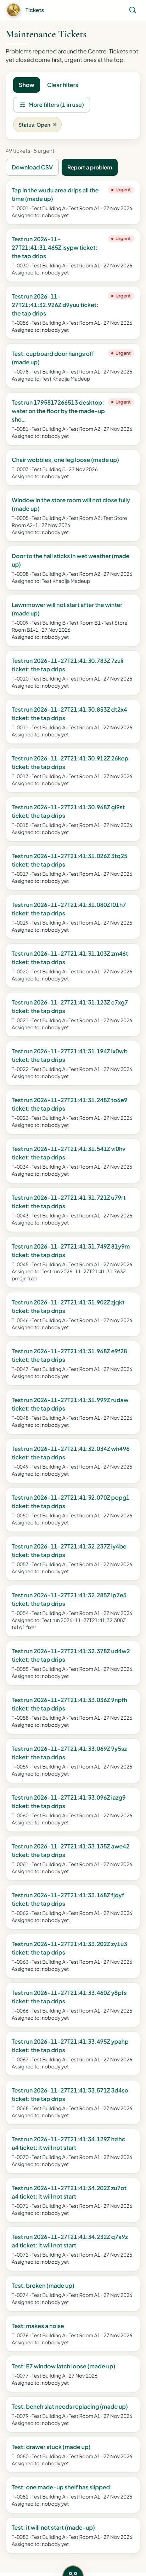 Tickets
Maintenance Tickets
Problems reported around the Centre. Tickets not yet closed come first, urgent ones at the top.
Show
Clear filters
More filters (1 in use)
Status: Open ✕
49 tickets · 5 urgent
Download CSV
Report a problem
Tap in the wudu area drips all the time (made up)
Urgent
T-0001 · Test Building A › Test Room A1 · 27 Nov 2026
Assigned to: nobody yet
Test run 2026-11-27T21:41:31.465Z isypw ticket: the tap drips
Urgent
T-0030 · Test Building A › Test Room A1 · 27 Nov 2026
Assigned to: nobody yet
Test run 2026-11-27T21:41:32.926Z d9yuu ticket: the tap drips
Urgent
T-0056 · Test Building A › Test Room A1 · 27 Nov 2026
Assigned to: nobody yet
Test: cupboard door hangs off (made up)
Urgent
T-0078 · Test Building A › Test Room A1 · 27 Nov 2026
Assigned to: Test Khadija Madeup
Test run 1795817266513 desktop: water on the floor by the made-up sho…
Urgent
T-0081 · Test Building A › Test Room A2 · 27 Nov 2026
Assigned to: nobody yet
Chair wobbles, one leg loose (made up)
T-0003 · Test Building B · 27 Nov 2026
Assigned to: nobody yet
Window in the store room will not close fully (made up)
T-0005 · Test Building A › Test Room A2 › Test Store Room A2-1 · 27 Nov 2026
Assigned to: nobody yet
Door to the hall sticks in wet weather (made up)
T-0008 · Test Building A › Test Room A2 · 27 Nov 2026
Assigned to: Test Khadija Madeup
Lawnmower will not start after the winter (made up)
T-0009 · Test Building B › Test Room B1 › Test Store Room B1-1 · 27 Nov 2026
Assigned to: nobody yet
Test run 2026-11-27T21:41:30.783Z 7zuli ticket: the tap drips
T-0010 · Test Building A › Test Room A1 · 27 Nov 2026
Assigned to: nobody yet
Test run 2026-11-27T21:41:30.853Z dt2x4 ticket: the tap drips
T-0011 · Test Building A › Test Room A1 · 27 Nov 2026
Assigned to: nobody yet
Test run 2026-11-27T21:41:30.912Z 26kep ticket: the tap drips
T-0013 · Test Building A › Test Room A1 · 27 Nov 2026
Assigned to: nobody yet
Test run 2026-11-27T21:41:30.968Z gi9st ticket: the tap drips
T-0015 · Test Building A › Test Room A1 · 27 Nov 2026
Assigned to: nobody yet
Test run 2026-11-27T21:41:31.026Z 3tq25 ticket: the tap drips
T-0017 · Test Building A › Test Room A1 · 27 Nov 2026
Assigned to: nobody yet
Test run 2026-11-27T21:41:31.080Z l01h7 ticket: the tap drips
T-0019 · Test Building A › Test Room A1 · 27 Nov 2026
Assigned to: nobody yet
Test run 2026-11-27T21:41:31.103Z zm46t ticket: the tap drips
T-0020 · Test Building A › Test Room A1 · 27 Nov 2026
Assigned to: nobody yet
Test run 2026-11-27T21:41:31.123Z c7xg7 ticket: the tap drips
T-0021 · Test Building A › Test Room A1 · 27 Nov 2026
Assigned to: nobody yet
Test run 2026-11-27T21:41:31.194Z lx0wb ticket: the tap drips
T-0022 · Test Building A › Test Room A1 · 27 Nov 2026
Assigned to: nobody yet
Test run 2026-11-27T21:41:31.248Z to6e9 ticket: the tap drips
T-0023 · Test Building A › Test Room A1 · 27 Nov 2026
Assigned to: nobody yet
Test run 2026-11-27T21:41:31.541Z vi0hv ticket: the tap drips
T-0034 · Test Building A › Test Room A1 · 27 Nov 2026
Assigned to: nobody yet
Test run 2026-11-27T21:41:31.721Z u79rt ticket: the tap drips
T-0043 · Test Building A › Test Room A1 · 27 Nov 2026
Assigned to: nobody yet
Test run 2026-11-27T21:41:31.749Z 81y9m ticket: the tap drips
T-0045 · Test Building A › Test Room A1 · 27 Nov 2026
Assigned to: Test run 2026-11-27T21:41:31.763Z pm0jn fixer
Test run 2026-11-27T21:41:31.902Z zjqkt ticket: the tap drips
T-0046 · Test Building A › Test Room A1 · 27 Nov 2026
Assigned to: nobody yet
Test run 2026-11-27T21:41:31.968Z e9f28 ticket: the tap drips
T-0047 · Test Building A › Test Room A1 · 27 Nov 2026
Assigned to: nobody yet
Test run 2026-11-27T21:41:31.999Z rudaw ticket: the tap drips
T-0048 · Test Building A › Test Room A1 · 27 Nov 2026
Assigned to: nobody yet
Test run 2026-11-27T21:41:32.034Z wh496 ticket: the tap drips
T-0049 · Test Building A › Test Room A1 · 27 Nov 2026
Assigned to: nobody yet
Test run 2026-11-27T21:41:32.070Z popg1 ticket: the tap drips
T-0050 · Test Building A › Test Room A1 · 27 Nov 2026
Assigned to: nobody yet
Test run 2026-11-27T21:41:32.237Z iy4be ticket: the tap drips
T-0053 · Test Building A › Test Room A1 · 27 Nov 2026
Assigned to: nobody yet
Test run 2026-11-27T21:41:32.285Z lp7e5 ticket: the tap drips
T-0054 · Test Building A › Test Room A1 · 27 Nov 2026
Assigned to: Test run 2026-11-27T21:41:32.308Z tx1q1 fixer
Test run 2026-11-27T21:41:32.378Z ud4w2 ticket: the tap drips
T-0055 · Test Building A › Test Room A1 · 27 Nov 2026
Assigned to: nobody yet
Test run 2026-11-27T21:41:33.036Z 9npfh ticket: the tap drips
T-0058 · Test Building A › Test Room A1 · 27 Nov 2026
Assigned to: nobody yet
Test run 2026-11-27T21:41:33.069Z 9y5sz ticket: the tap drips
T-0059 · Test Building A › Test Room A1 · 27 Nov 2026
Assigned to: nobody yet
Test run 2026-11-27T21:41:33.096Z iazg9 ticket: the tap drips
T-0060 · Test Building A › Test Room A1 · 27 Nov 2026
Assigned to: nobody yet
Test run 2026-11-27T21:41:33.135Z awe42 ticket: the tap drips
T-0061 · Test Building A › Test Room A1 · 27 Nov 2026
Assigned to: nobody yet
Test run 2026-11-27T21:41:33.168Z fjqyf ticket: the tap drips
T-0062 · Test Building A › Test Room A1 · 27 Nov 2026
Assigned to: nobody yet
Test run 2026-11-27T21:41:33.202Z zy1u3 ticket: the tap drips
T-0063 · Test Building A › Test Room A1 · 27 Nov 2026
Assigned to: nobody yet
Test run 2026-11-27T21:41:33.460Z y8pfs ticket: the tap drips
T-0066 · Test Building A › Test Room A1 · 27 Nov 2026
Assigned to: nobody yet
Test run 2026-11-27T21:41:33.495Z ypahp ticket: the tap drips
T-0067 · Test Building A › Test Room A1 · 27 Nov 2026
Assigned to: nobody yet
Test run 2026-11-27T21:41:33.571Z 3d4so ticket: the tap drips
T-0068 · Test Building A › Test Room A1 · 27 Nov 2026
Assigned to: nobody yet
Test run 2026-11-27T21:41:34.129Z hzihc a4 ticket: it will not start
T-0070 · Test Building A › Test Room A1 · 27 Nov 2026
Assigned to: nobody yet
Test run 2026-11-27T21:41:34.202Z zu7ot a4 ticket: it will not start
T-0071 · Test Building A › Test Room A1 · 27 Nov 2026
Assigned to: nobody yet
Test run 2026-11-27T21:41:34.232Z q7a9z a4 ticket: it will not start
T-0072 · Test Building A › Test Room A1 · 27 Nov 2026
Assigned to: nobody yet
Test: broken (made up)
T-0074 · Test Building A › Test Room A1 · 27 Nov 2026
Assigned to: nobody yet
Test: makes a noise
T-0076 · Test Building A › Test Room A1 · 27 Nov 2026
Assigned to: nobody yet
Test: E7 window latch loose (made up)
T-0077 · Test Building A · 27 Nov 2026
Assigned to: nobody yet
Test: bench slat needs replacing (made up)
T-0079 · Test Building A › Test Room A1 · 27 Nov 2026
Assigned to: nobody yet
Test: drawer stuck (made up)
T-0080 · Test Building A › Test Room A1 · 27 Nov 2026
Assigned to: nobody yet
Test: one made-up shelf has slipped
T-0082 · Test Building A › Test Room A1 · 27 Nov 2026
Assigned to: nobody yet
Test: it will not start (made-up)
T-0083 · Test Building A › Test Room A1 · 27 Nov 2026
Assigned to: nobody yet